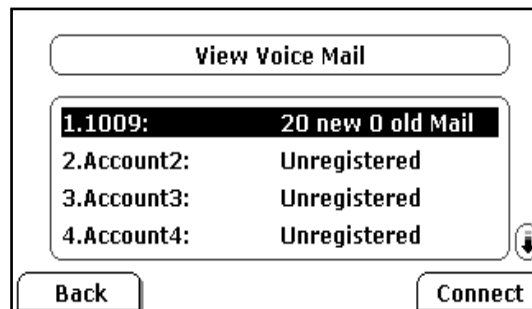 View Voice Mail
1.1009: 20 new 0 old Mail
2.Account2: Unregistered
3.Account3: Unregistered
4.Account4: Unregistered
Back Connect